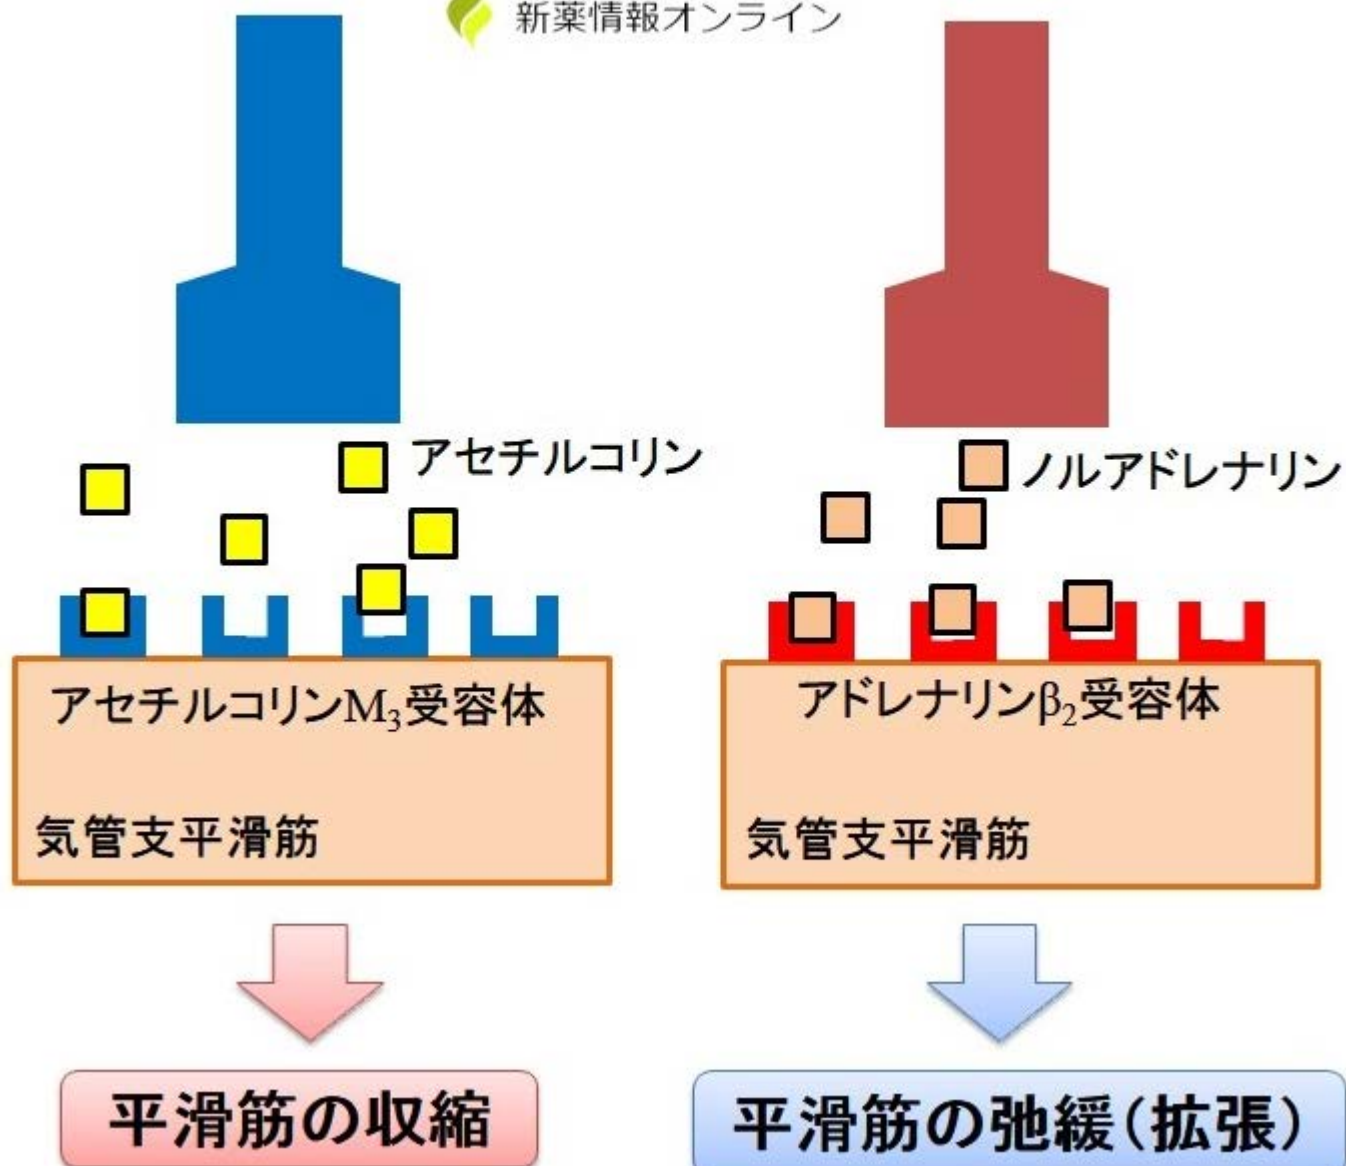 新薬情報オンライン
アセチルコリン
ノルアドレナリン
アセチルコリンM₃受容体
気管支平滑筋
アドレナリンβ₂受容体
気管支平滑筋
平滑筋の収縮
平滑筋の弛緩(拡張)